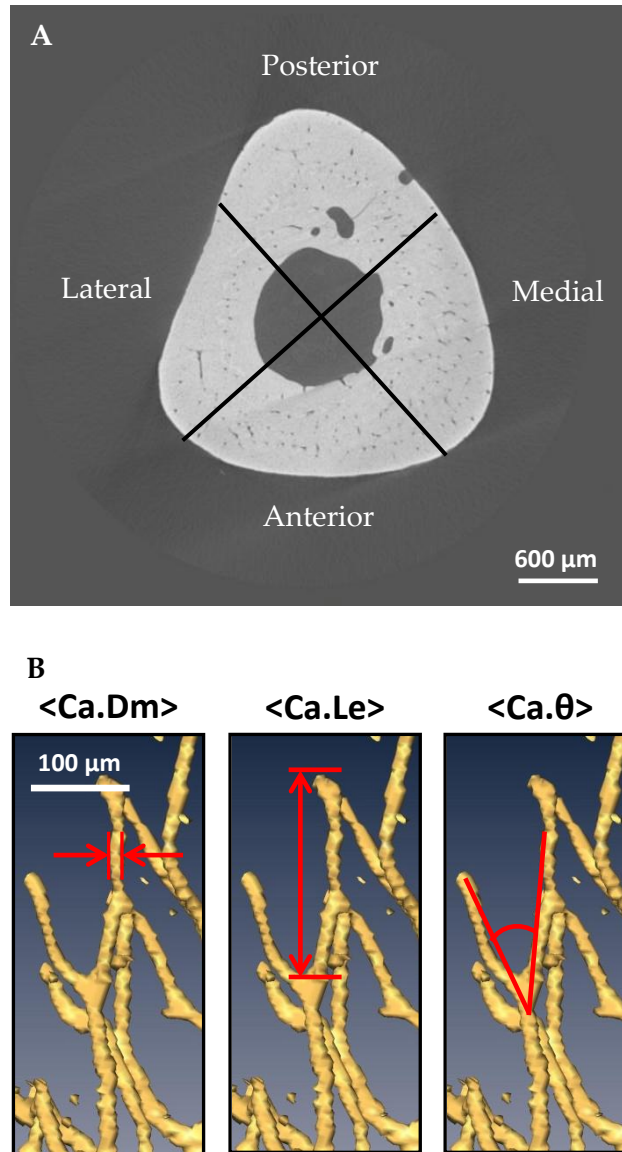 A
Posterior
Lateral
Medial
Anterior
600 µm
B
<Ca.Dm> <Ca.Le> <Ca.θ>
100 µm